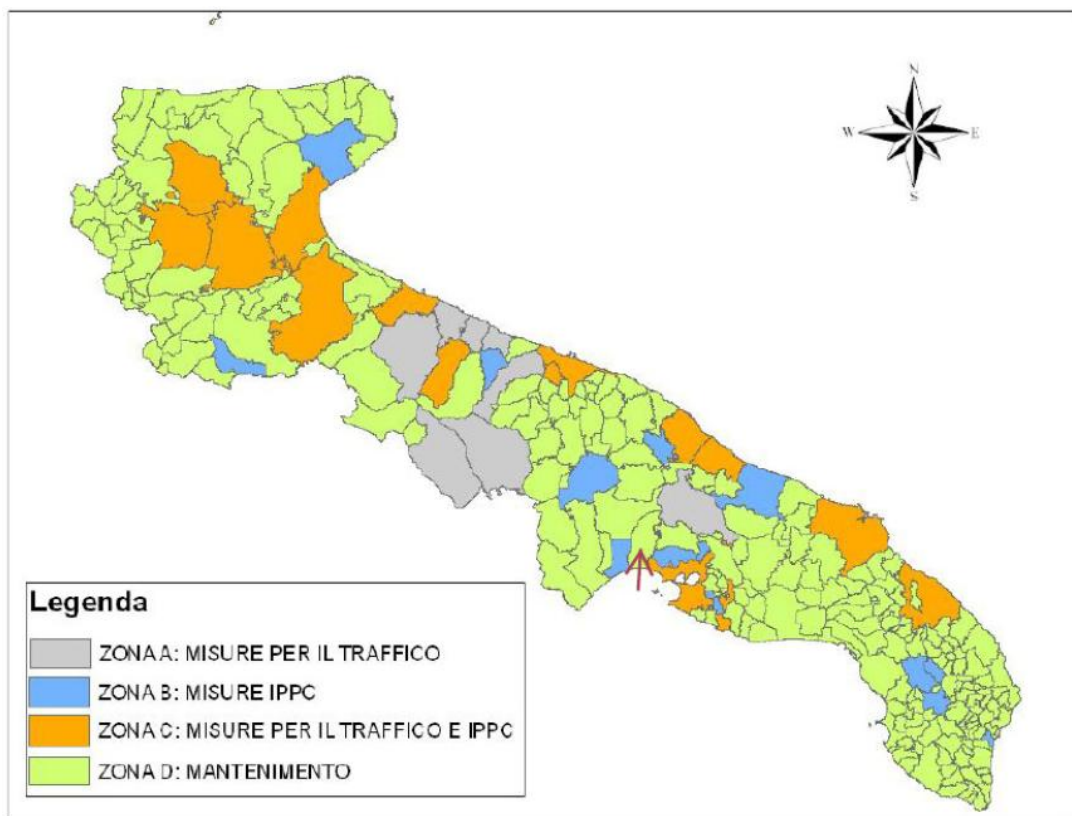 N
W E
S
Legenda
ZONA A: MISURE PER IL TRAFFICO
ZONA B: MISURE IPPC
ZONA C: MISURE PER IL TRAFFICO E IPPC
ZONA D: MANTENIMENTO